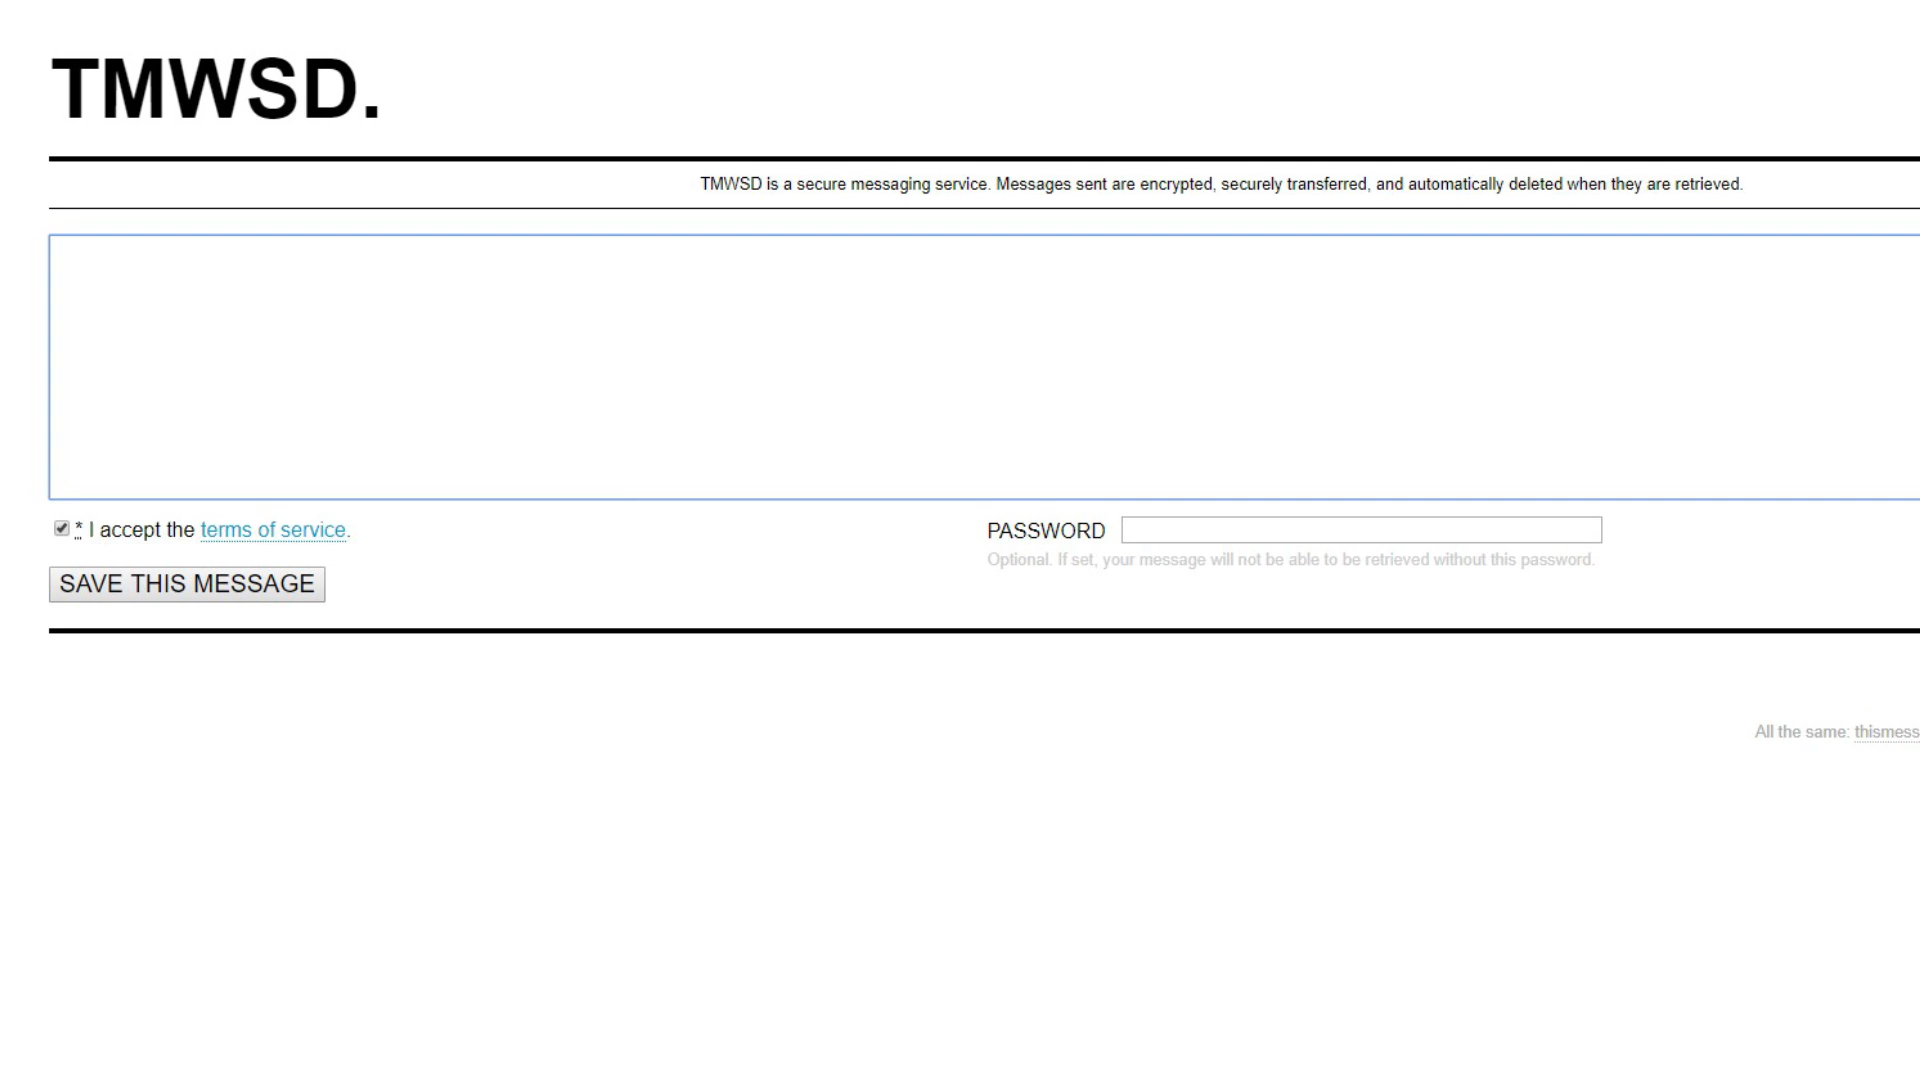 TMWSD.
TMWSD is a secure messaging service. Messages sent are encrypted, securely transferred, and automatically deleted when they are retrieved.
* I accept the terms of service.
PASSWORD
Optional. If set, your message will not be able to be retrieved without this password.
SAVE THIS MESSAGE
All the same: thismess